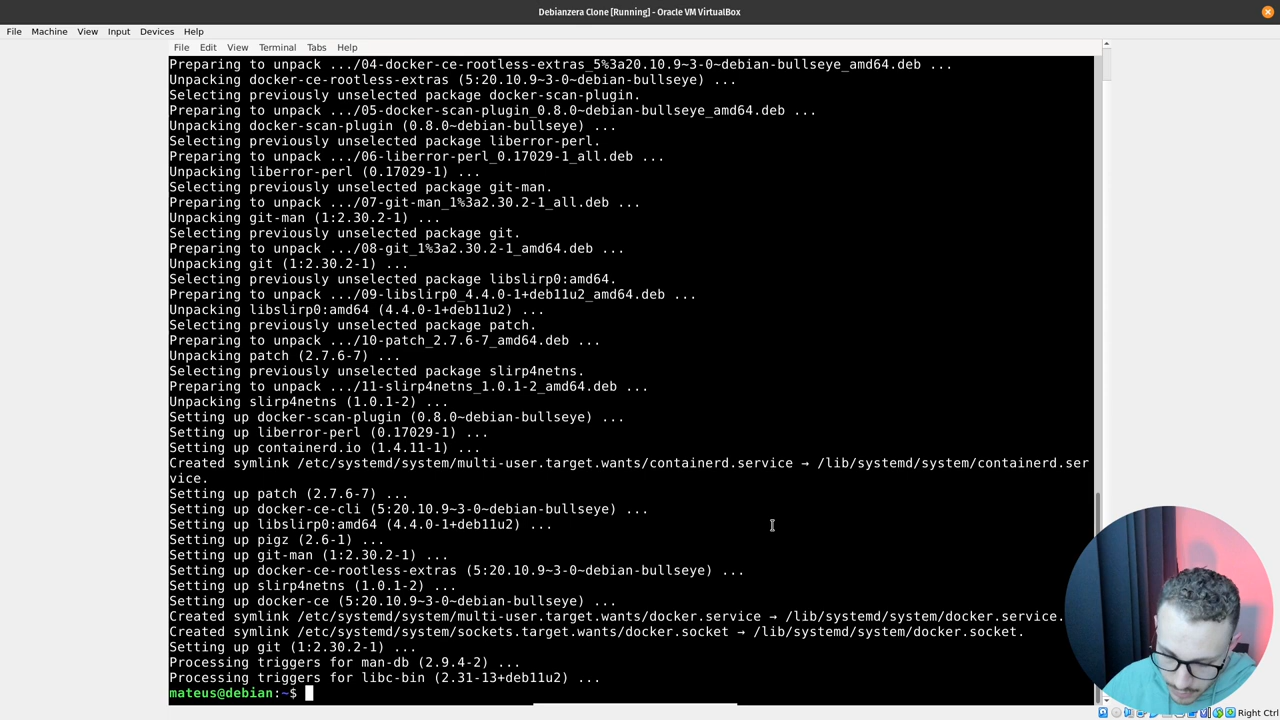 Debianzera Clone [Running] - Oracle VM VirtualBox
File Machine View Input Devices Help
File Edit View Terminal Tabs Help
Preparing to unpack .../04-docker-ce-rootless-extras_5%3a20.10.9~3-0~debian-bullseye_amd64.deb ...
Unpacking docker-ce-rootless-extras (5:20.10.9~3-0~debian-bullseye) ...
Selecting previously unselected package docker-scan-plugin.
Preparing to unpack .../05-docker-scan-plugin_0.8.0~debian-bullseye_amd64.deb ...
Unpacking docker-scan-plugin (0.8.0~debian-bullseye) ...
Selecting previously unselected package liberror-perl.
Preparing to unpack .../06-liberror-perl_0.17029-1_all.deb ...
Unpacking liberror-perl (0.17029-1) ...
Selecting previously unselected package git-man.
Preparing to unpack .../07-git-man_1%3a2.30.2-1_all.deb ...
Unpacking git-man (1:2.30.2-1) ...
Selecting previously unselected package git.
Preparing to unpack .../08-git_1%3a2.30.2-1_amd64.deb ...
Unpacking git (1:2.30.2-1) ...
Selecting previously unselected package libslirp0:amd64.
Preparing to unpack .../09-libslirp0_4.4.0-1+deb11u2_amd64.deb ...
Unpacking libslirp0:amd64 (4.4.0-1+deb11u2) ...
Selecting previously unselected package patch.
Preparing to unpack .../10-patch_2.7.6-7_amd64.deb ...
Unpacking patch (2.7.6-7) ...
Selecting previously unselected package slirp4netns.
Preparing to unpack .../11-slirp4netns_1.0.1-2_amd64.deb ...
Unpacking slirp4netns (1.0.1-2) ...
Setting up docker-scan-plugin (0.8.0~debian-bullseye) ...
Setting up liberror-perl (0.17029-1) ...
Setting up containerd.io (1.4.11-1) ...
Created symlink /etc/systemd/system/multi-user.target.wants/containerd.service → /lib/systemd/system/containerd.ser
vice.
Setting up patch (2.7.6-7) ...
Setting up docker-ce-cli (5:20.10.9~3-0~debian-bullseye) ...
Setting up libslirp0:amd64 (4.4.0-1+deb11u2) ...
Setting up pigz (2.6-1) ...
Setting up git-man (1:2.30.2-1) ...
Setting up docker-ce-rootless-extras (5:20.10.9~3-0~debian-bullseye) ...
Setting up slirp4netns (1.0.1-2) ...
Setting up docker-ce (5:20.10.9~3-0~debian-bullseye) ...
Created symlink /etc/systemd/system/multi-user.target.wants/docker.service → /lib/systemd/system/docker.service.
Created symlink /etc/systemd/system/sockets.target.wants/docker.socket → /lib/systemd/system/docker.socket.
Setting up git (1:2.30.2-1) ...
Processing triggers for man-db (2.9.4-2) ...
Processing triggers for libc-bin (2.31-13+deb11u2) ...
mateus@debian:~$
Right Ctrl